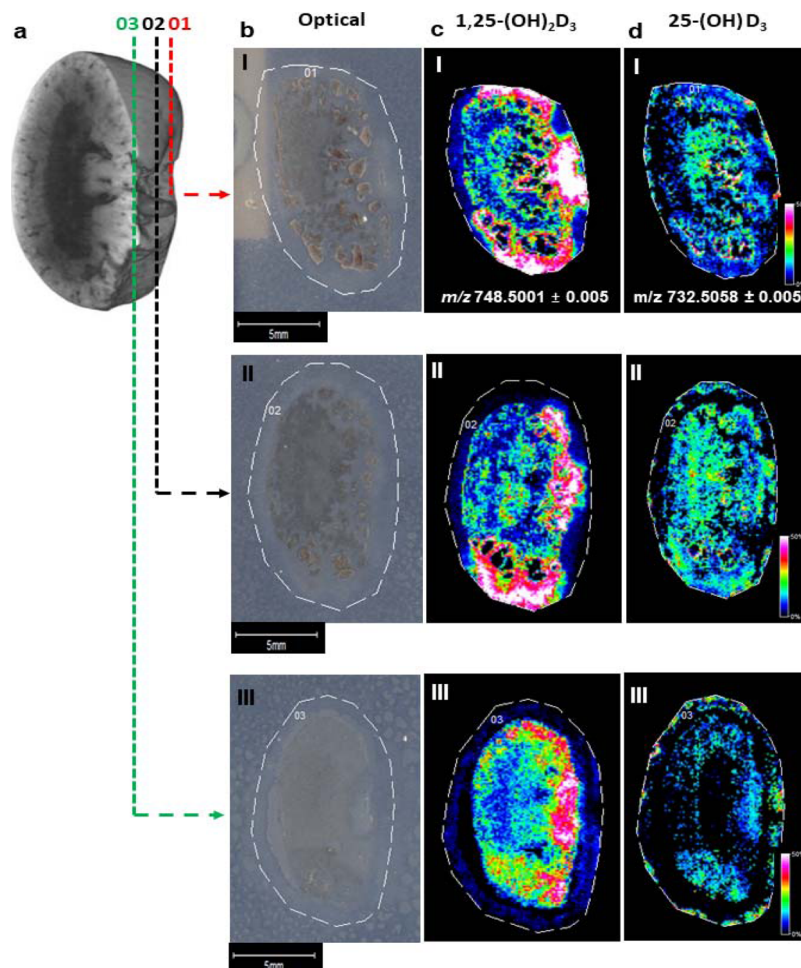 a
03 02 01
b
Optical
c
1,25-(OH)₂D₃
d
25-(OH) D₃
I
01
5mm
I
m/z 748.5001 ± 0.005
I
01
50%
0%
m/z 732.5058 ± 0.005
II
02
5mm
II
02
II
02
50%
0%
III
03
5mm
III
03
III
03
50%
0%